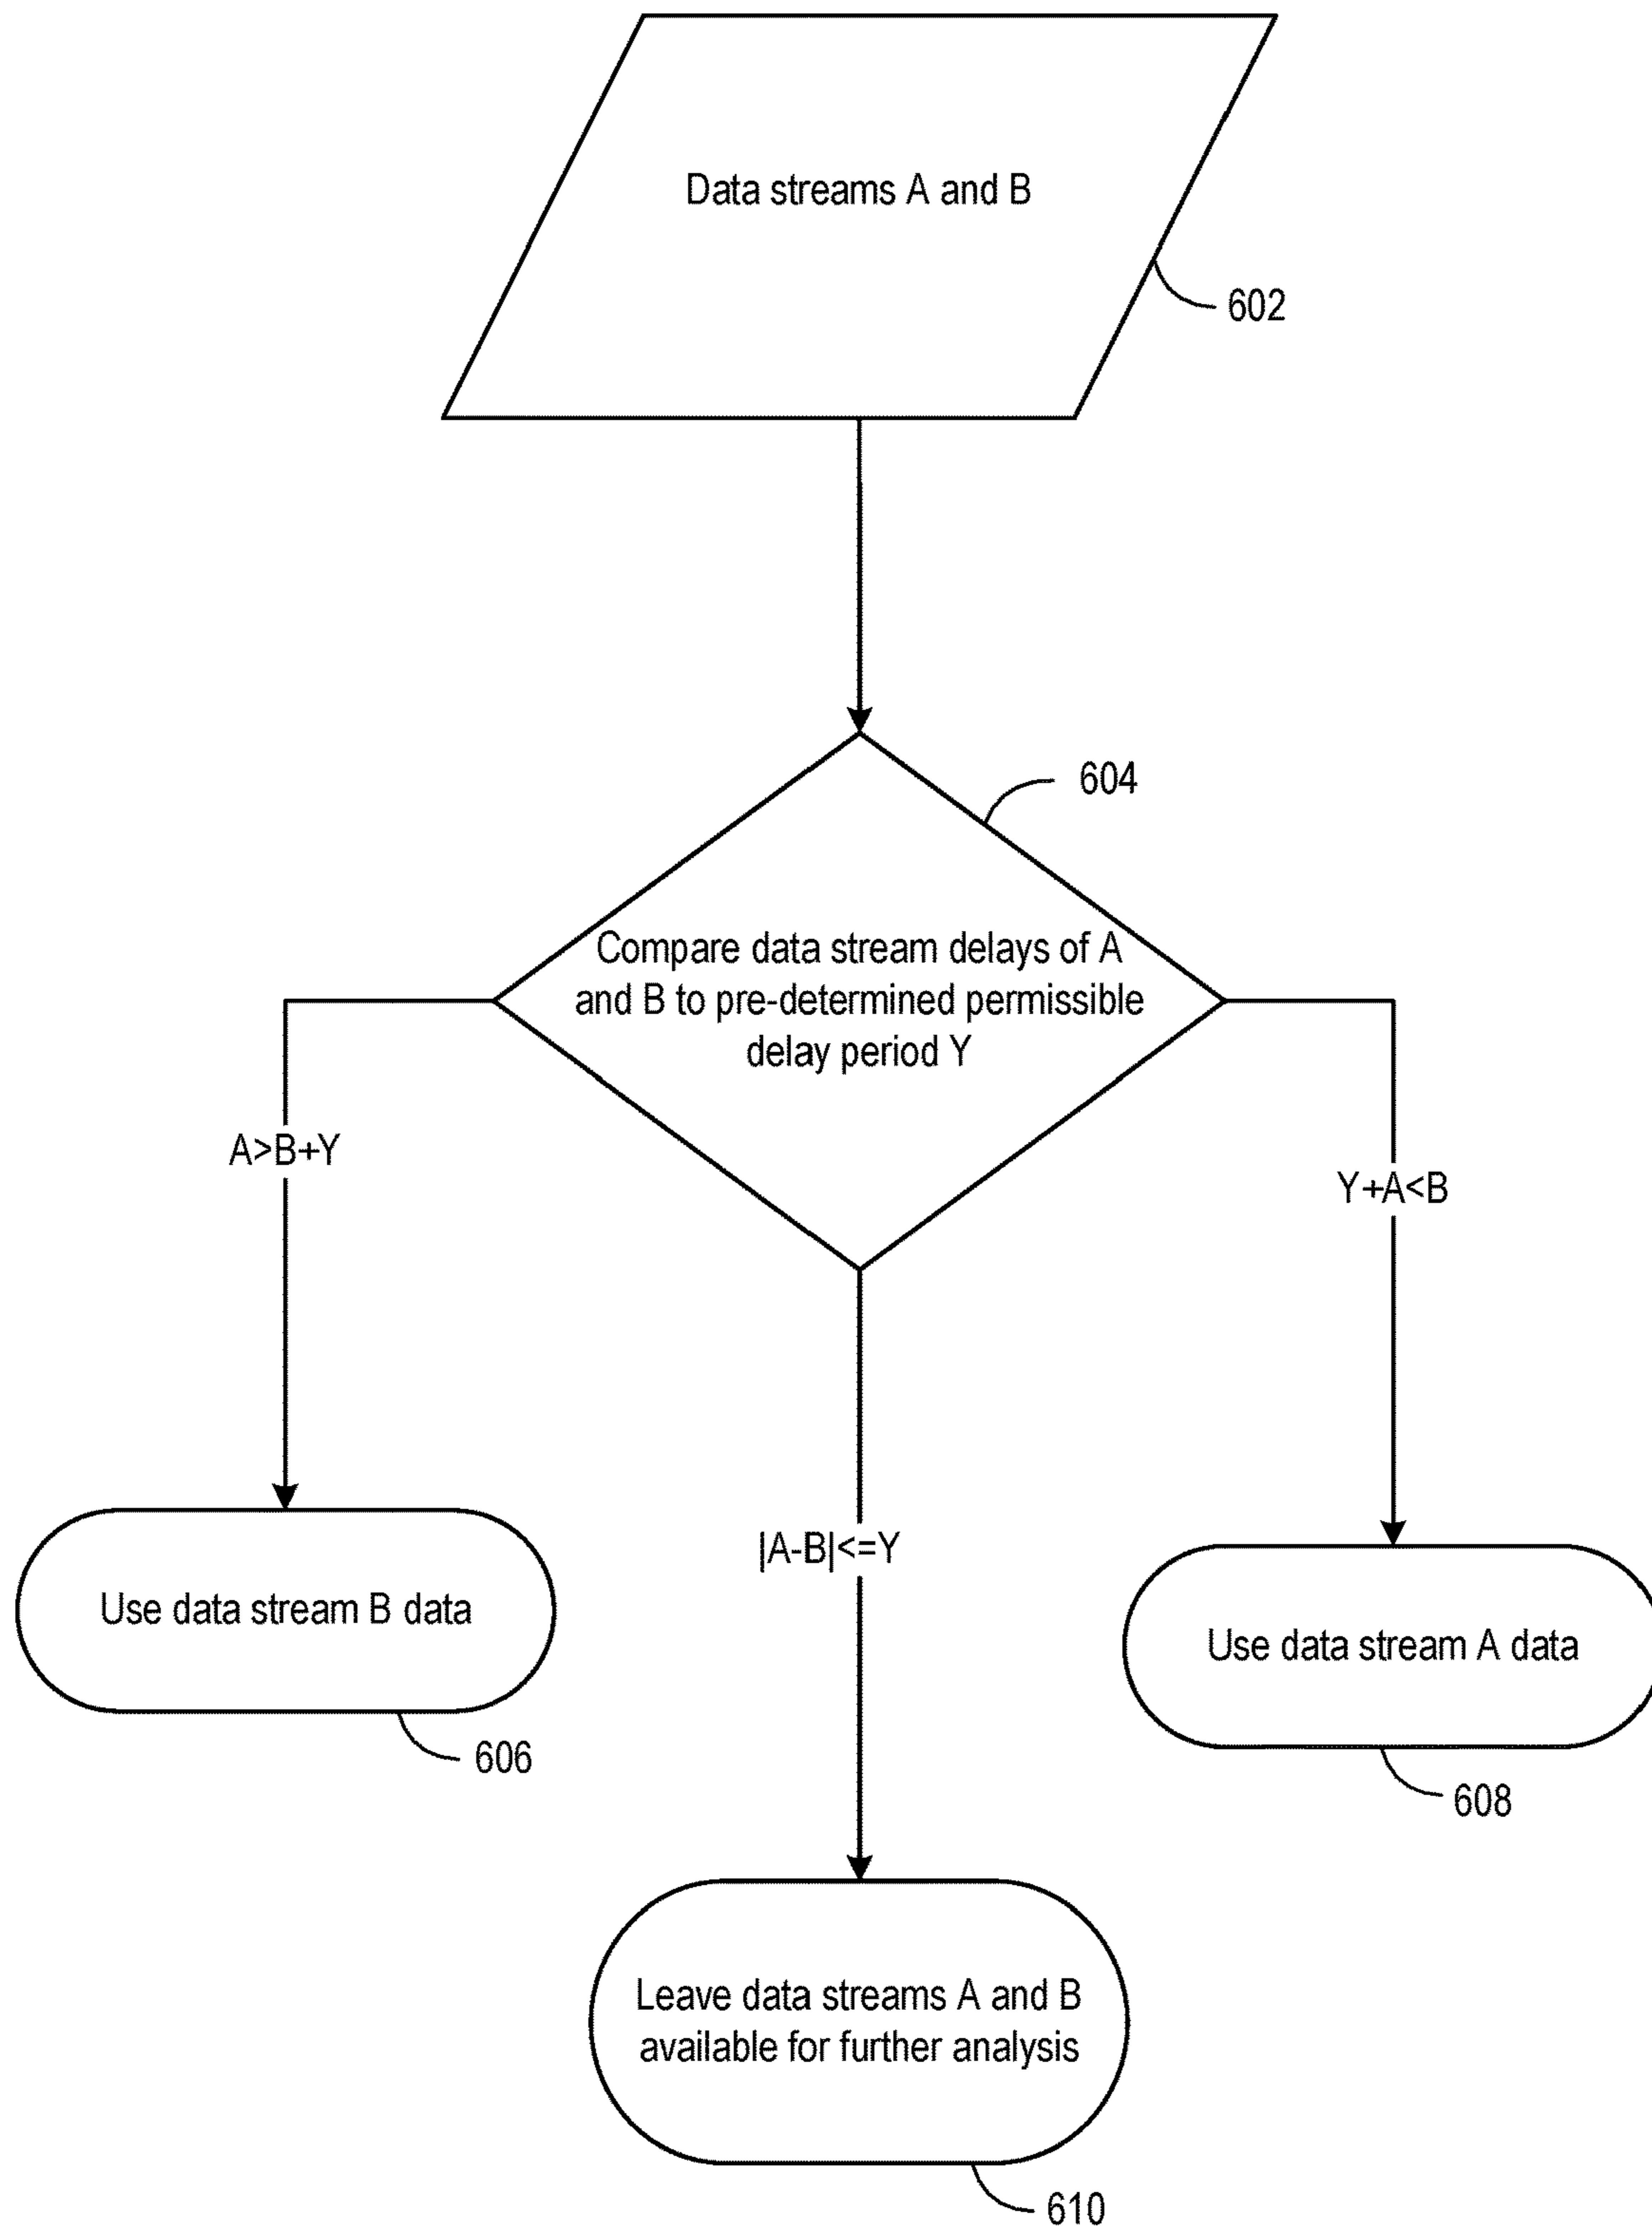 Data streams A and B
602
604
Compare data stream delays of A
and B to pre-determined permissible
delay period Y
A>B+Y
Y+A<B
|A-B|<=Y
Use data stream B data
606
Use data stream A data
608
Leave data streams A and B
available for further analysis
610